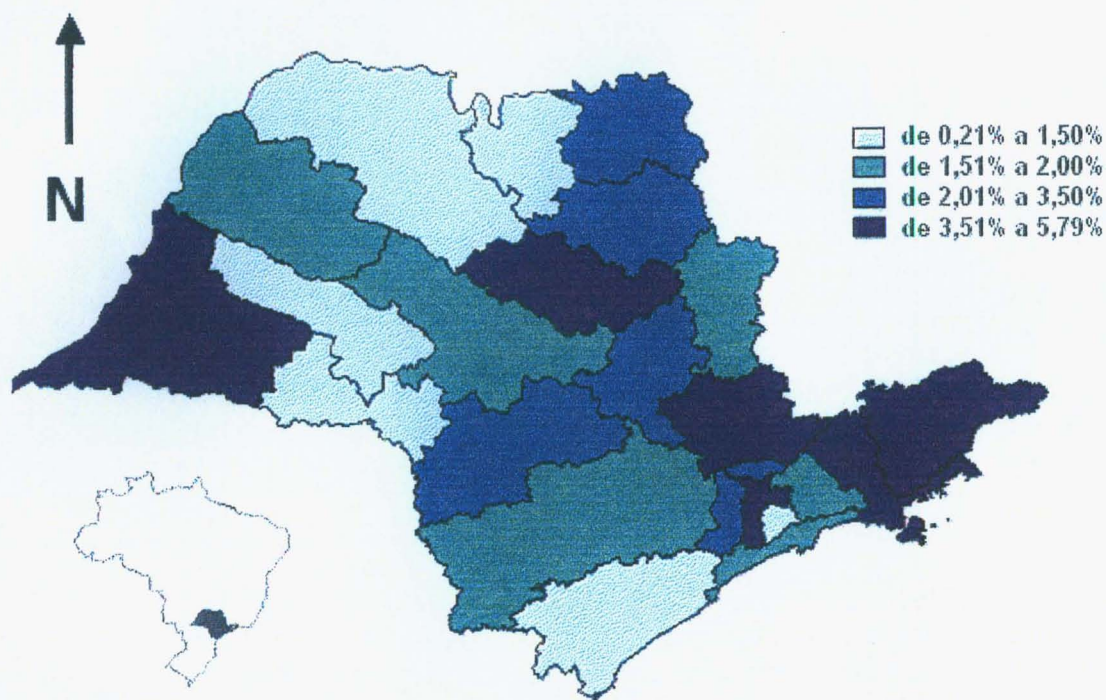 N
de 0,21% a 1,50%
de 1,51% a 2,00%
de 2,01% a 3,50%
de 3,51% a 5,79%